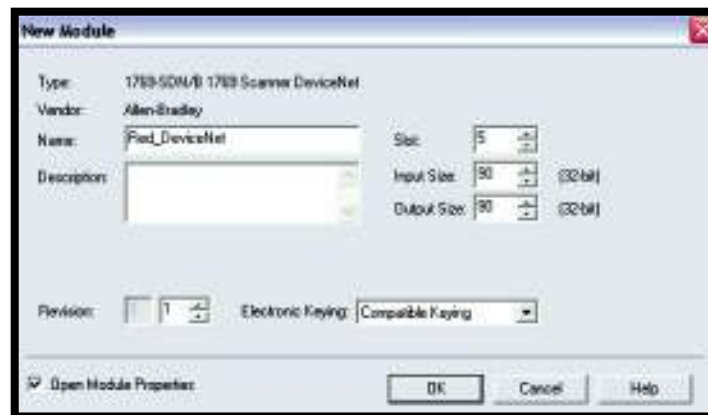 New Module
Type: 1769-SDN/B 1769 Scanner DeviceNet
Vendor: Allen-Bradley
Name: Red_DeviceNet
Slot: 5
Description:
Input Size: 90 (32-bit)
Output Size: 90 (32-bit)
Revision: 1 Electronic Keying: Compatible Keying
Open Module Properties OK Cancel Help